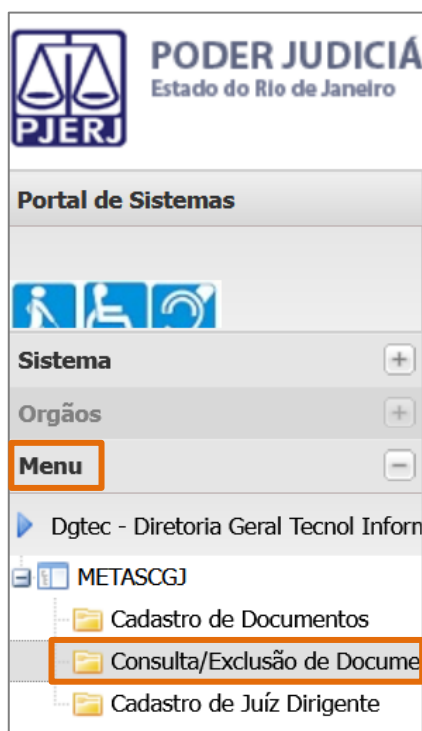 PODER JUDICIÁ
Estado do Rio de Janeiro
PJERJ
Portal de Sistemas
Sistema
Orgãos
Menu
Dgtec - Diretoria Geral Tecnol Inform
METASCGJ
Cadastro de Documentos
Consulta/Exclusão de Docume
Cadastro de Juíz Dirigente